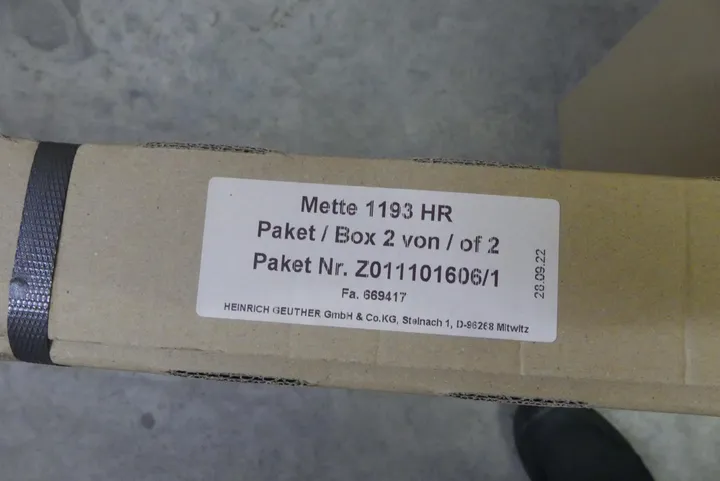 Mette 1193 HR
Paket / Box 2 von / of 2
Paket Nr. Z011101606/1
Fa. 669417
HEINRICH GEUTHER GmbH & Co.KG, Steinach 1, D-96268 Mitwitz
28.09.22